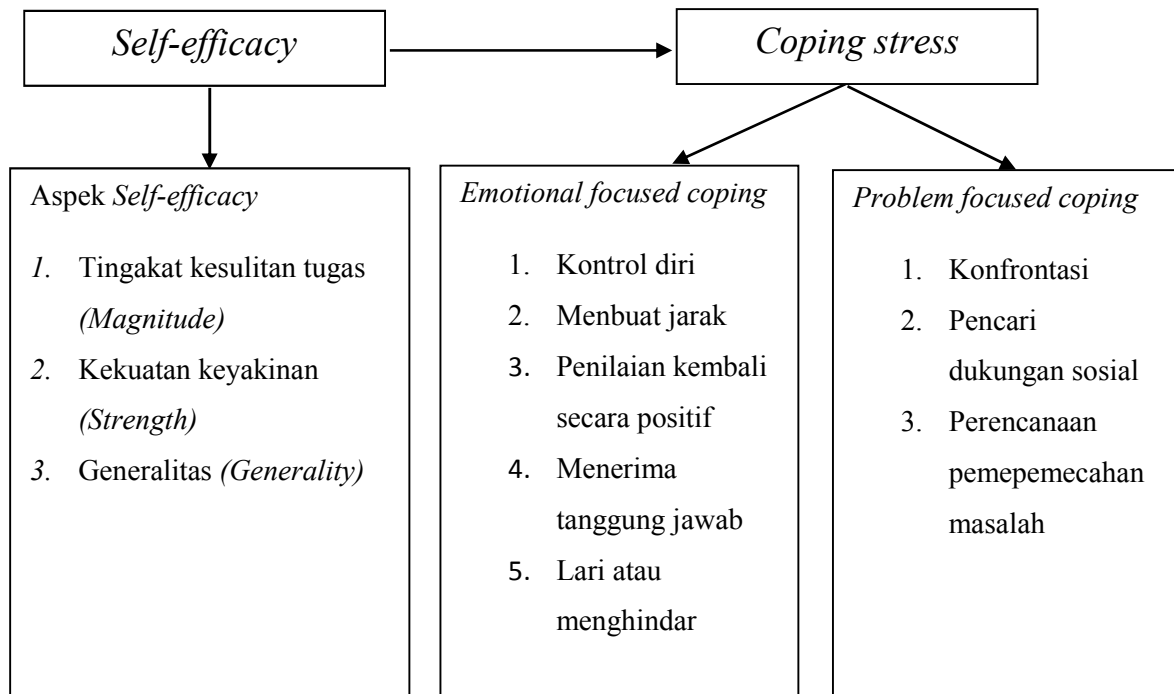 Self-efficacy
Coping stress
Aspek Self-efficacy
1. Tingakat kesulitan tugas
(Magnitude)
2. Kekuatan keyakinan
(Strength)
3. Generalitas (Generality)
Emotional focused coping
1. Kontrol diri
2. Menbuat jarak
3. Penilaian kembali
secara positif
4. Menerima
tanggung jawab
5. Lari atau
menghindar
Problem focused coping
1. Konfrontasi
2. Pencari
dukungan sosial
3. Perencanaan
pemepemecahan
masalah